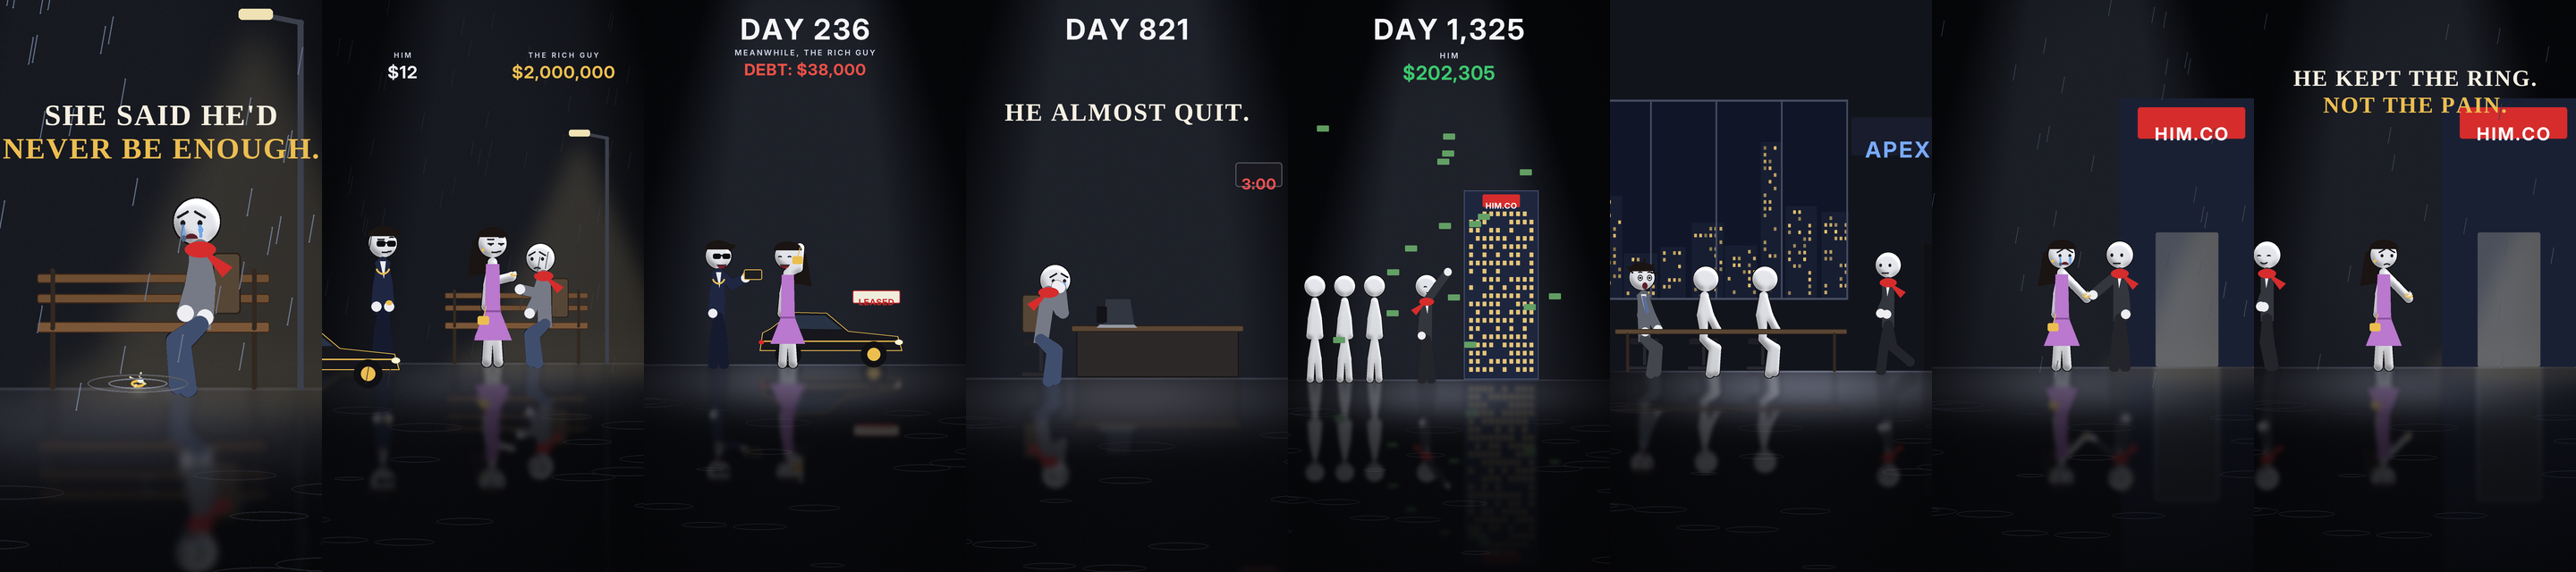 SHE SAID HE'D
NEVER BE ENOUGH.
HIM
$12
THE RICH GUY
$2,000,000
DAY 236
MEANWHILE, THE RICH GUY
DEBT: $38,000
LEASED
DAY 821
HE ALMOST QUIT.
3:00
DAY 1,325
HIM
$202,305
HIM.CO
APEX
HIM.CO
HE KEPT THE RING.
NOT THE PAIN.
HIM.CO